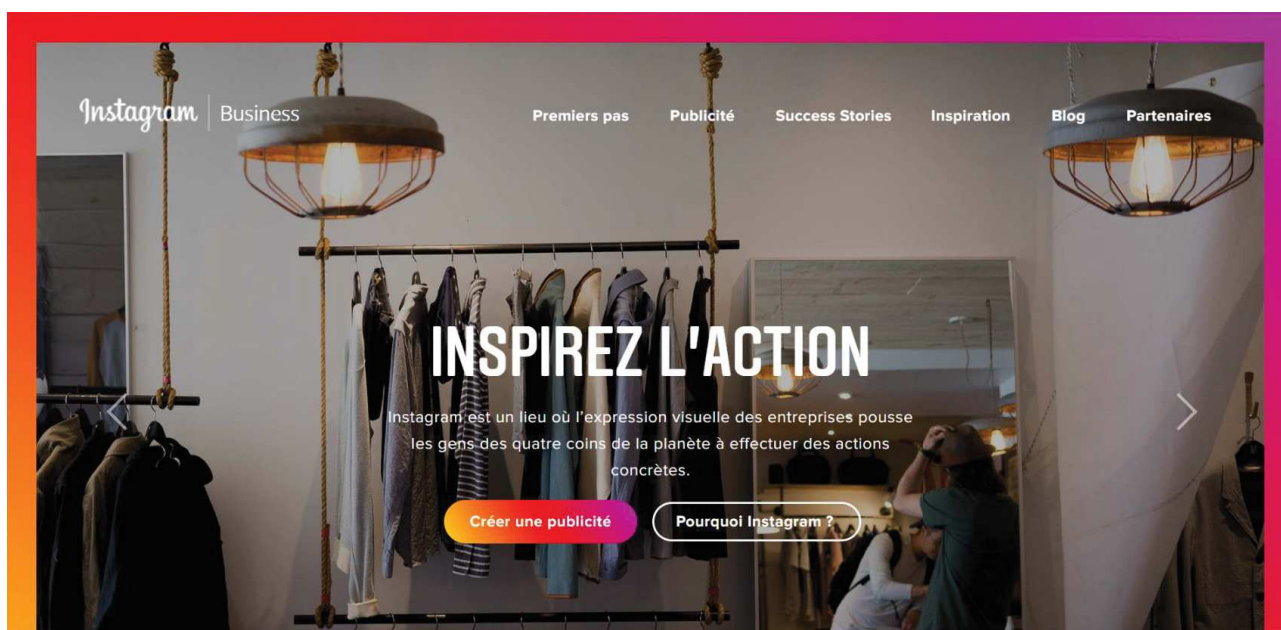 Instagram Business Premiers pas Publicité Success Stories Inspiration Blog Partenaires
INSPIREZ L'ACTION
Instagram est un lieu où l'expression visuelle des entreprises pousse
les gens des quatre coins de la planète à effectuer des actions
concrètes.
Créer une publicité Pourquoi Instagram ?